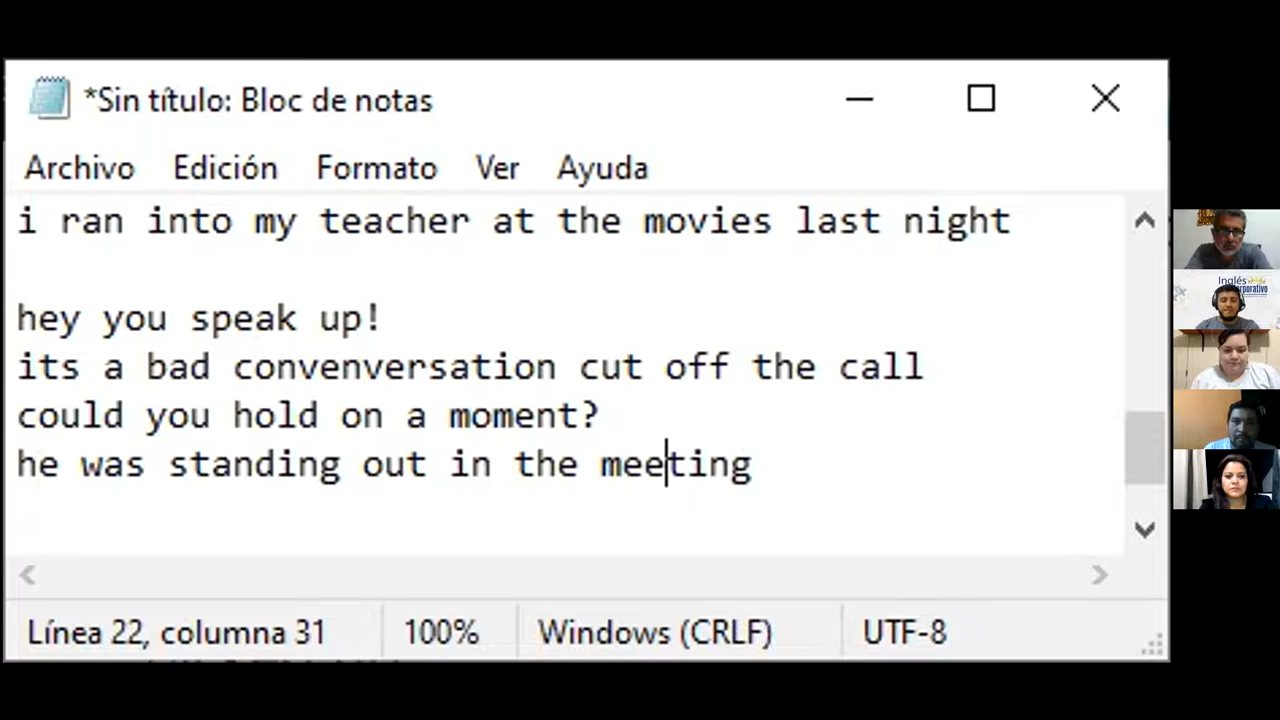 *Sin título: Bloc de notas
Archivo Edición Formato Ver Ayuda
i ran into my teacher at the movies last night
hey you speak up!
its a bad convenversation cut off the call
could you hold on a moment?
he was standing out in the meeting
Línea 22, columna 31 100% Windows (CRLF) UTF-8
Inglés